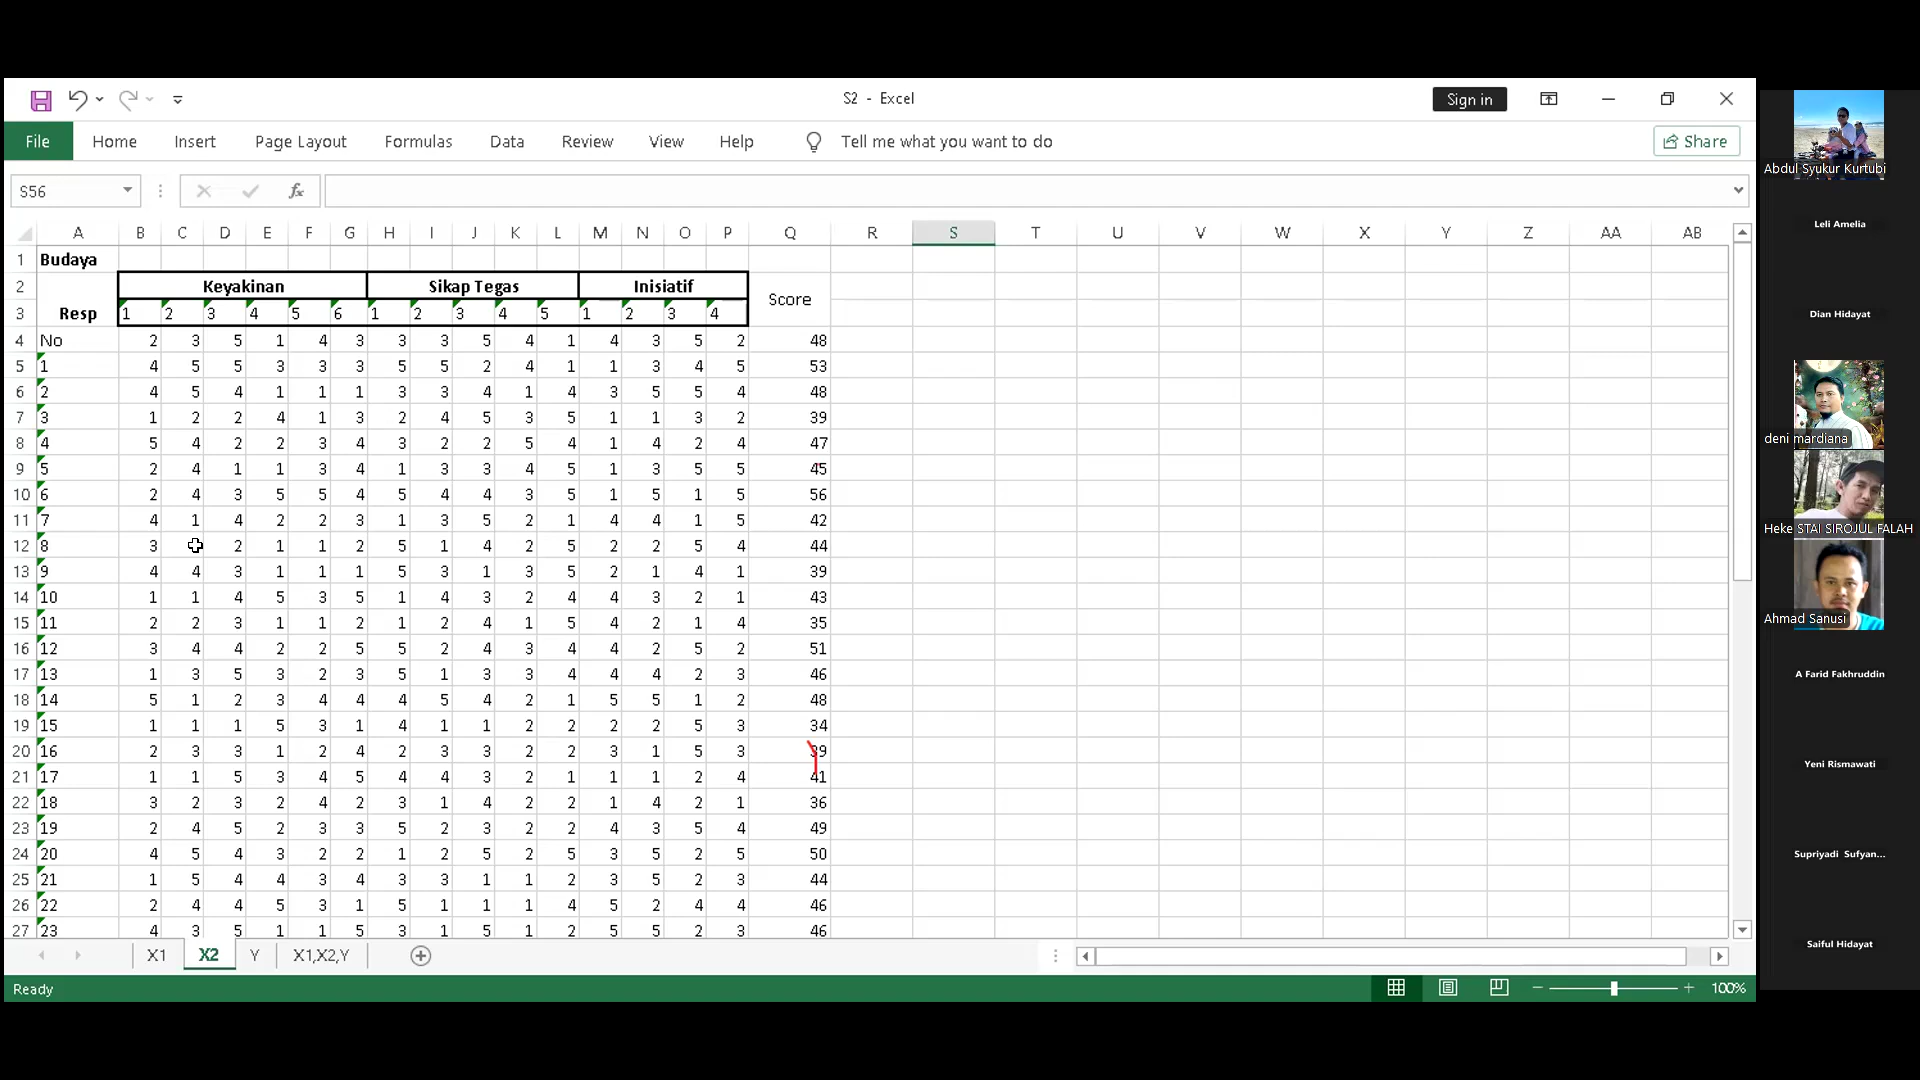 S2 - Excel
Sign in
File Home Insert Page Layout Formulas Data Review View Help Tell me what you want to do Share
S56 fx
A B C D E F G H I J K L M N O P Q R S T U V W X Y Z AA AB
1 Budaya
2 Keyakinan Sikap Tegas Inisiatif
Score
3 Resp 1 2 3 4 5 6 1 2 3 4 5 1 2 3 4
4 No 2 3 5 1 4 3 3 3 5 4 1 4 3 5 2 48
5 1 4 5 5 3 3 3 5 5 2 4 1 1 3 4 5 53
6 2 4 5 4 1 1 1 3 3 4 1 4 3 5 5 4 48
7 3 1 2 2 4 1 3 2 4 5 3 5 1 1 3 2 39
8 4 5 4 2 2 3 4 3 2 2 5 4 1 4 2 4 47
9 5 2 4 1 1 3 4 1 3 3 4 5 1 3 5 5 45
10 6 2 4 3 5 5 4 5 4 4 3 5 1 5 1 5 56
11 7 4 1 4 2 2 3 1 3 5 2 1 4 4 1 5 42
12 8 3 2 1 1 2 5 1 4 2 5 2 2 5 4 44
13 9 4 4 3 1 1 1 5 3 1 3 5 2 1 4 1 39
14 10 1 1 4 5 3 5 1 4 3 2 4 4 3 2 1 43
15 11 2 2 3 1 1 2 1 2 4 1 5 4 2 1 4 35
16 12 3 4 4 2 2 5 5 2 4 3 4 4 2 5 2 51
17 13 1 3 5 3 2 3 5 1 3 3 4 4 4 2 3 46
18 14 5 1 2 3 4 4 4 5 4 2 1 5 5 1 2 48
19 15 1 1 1 5 3 1 4 1 1 2 2 2 2 5 3 34
20 16 2 3 3 1 2 4 2 3 3 2 2 3 1 5 3 39
21 17 1 1 5 3 4 5 4 4 3 2 1 1 1 2 4 41
22 18 3 2 3 2 4 2 3 1 4 2 2 1 4 2 1 36
23 19 2 4 5 2 3 3 5 2 3 2 2 4 3 5 4 49
24 20 4 5 4 3 2 2 1 2 5 2 5 3 5 2 5 50
25 21 1 5 4 4 3 4 3 3 1 1 2 3 5 2 3 44
26 22 2 4 4 5 3 1 5 1 1 1 4 5 2 4 4 46
27 23 4 3 5 1 1 5 3 1 5 1 2 5 5 2 3 46
X1 X2 Y X1,X2,Y
Ready 100%
Abdul Syukur Kurtubi
Leli Amelia
Dian Hidayat
deni mardiana
Heke STAI SIROJUL FALAH
Ahmad Sanusi
A Farid Fakhruddin
Yeni Rismawati
Supriyadi Sufyan...
Saiful Hidayat